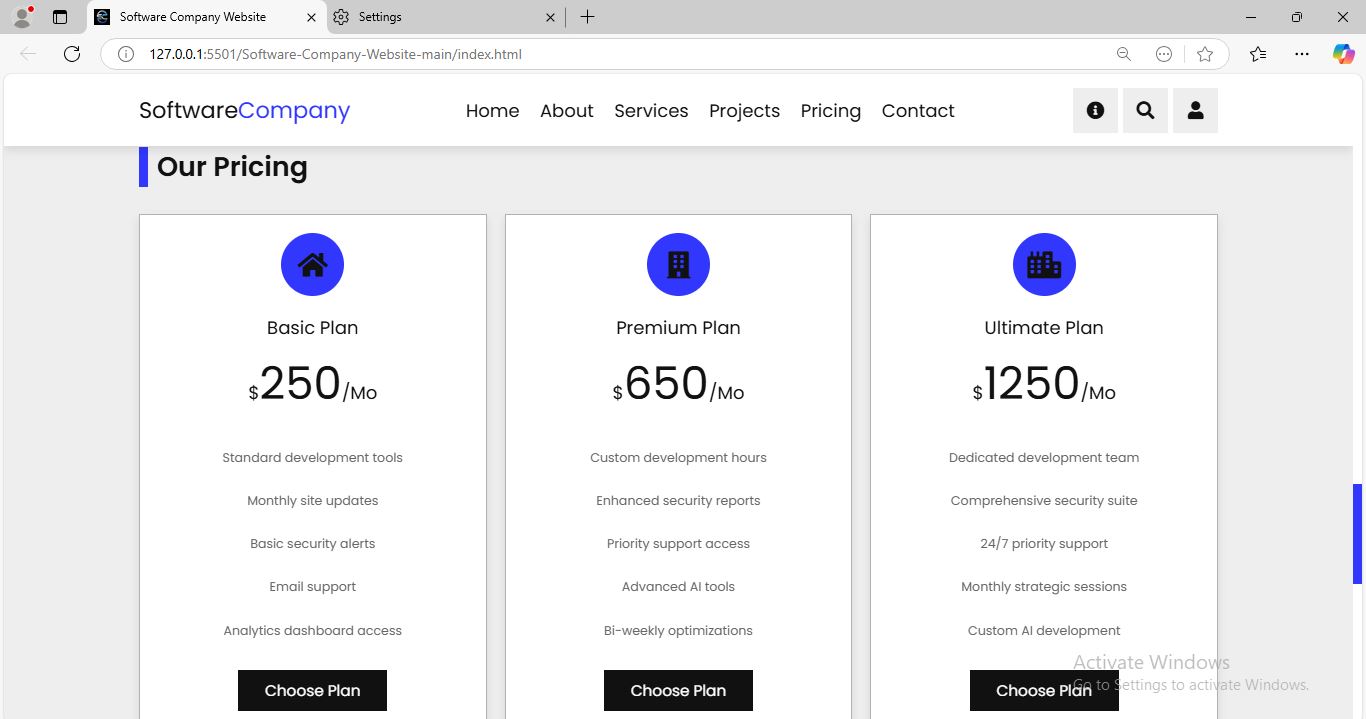 Software Company Website
Settings
127.0.0.1:5501/Software-Company-Website-main/index.html
SoftwareCompany
Home About Services Projects Pricing Contact
Our Pricing
Basic Plan
$250/Mo
Standard development tools
Monthly site updates
Basic security alerts
Email support
Analytics dashboard access
Choose Plan
Premium Plan
$650/Mo
Custom development hours
Enhanced security reports
Priority support access
Advanced AI tools
Bi-weekly optimizations
Choose Plan
Ultimate Plan
$1250/Mo
Dedicated development team
Comprehensive security suite
24/7 priority support
Monthly strategic sessions
Custom AI development
Choose Plan
Activate Windows
Go to Settings to activate Windows.